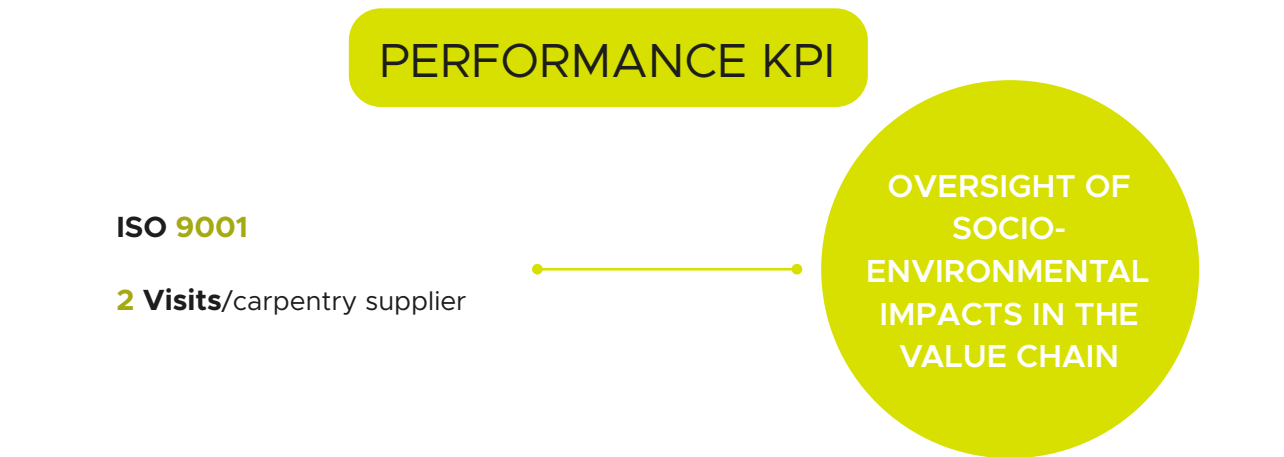 PERFORMANCE KPI
ISO 9001
2 Visits/carpentry supplier
OVERSIGHT OF
SOCIO-
ENVIRONMENTAL
IMPACTS IN THE
VALUE CHAIN